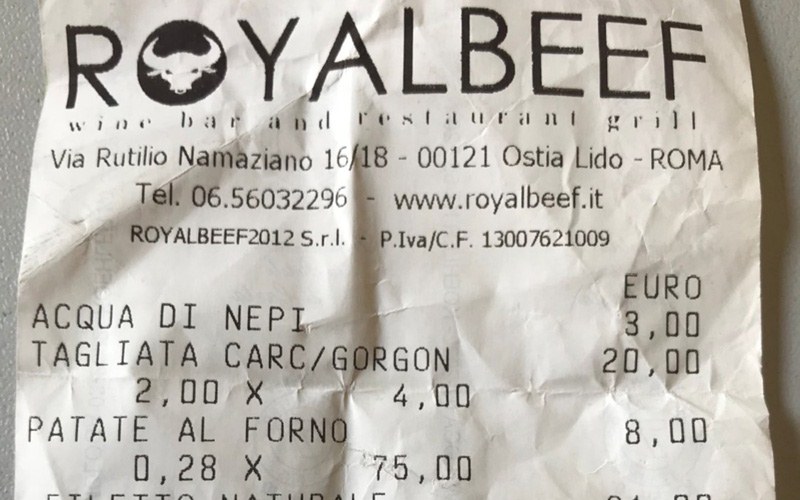 ROYALBEEF
wine bar and restaurant grill
Via Rutilio Namaziano 16/18 - 00121 Ostia Lido - ROMA
Tel. 06.56032296 - www.royalbeef.it
ROYALBEEF2012 S.r.l. - P.Iva/C.F. 13007621009
EURO
ACQUA DI NEPI 3,00
TAGLIATA CARC/GORGON 20,00
2,00 X 4,00
PATATE AL FORNO 8,00
0,28 X 75,00
FILETTO NATURALE